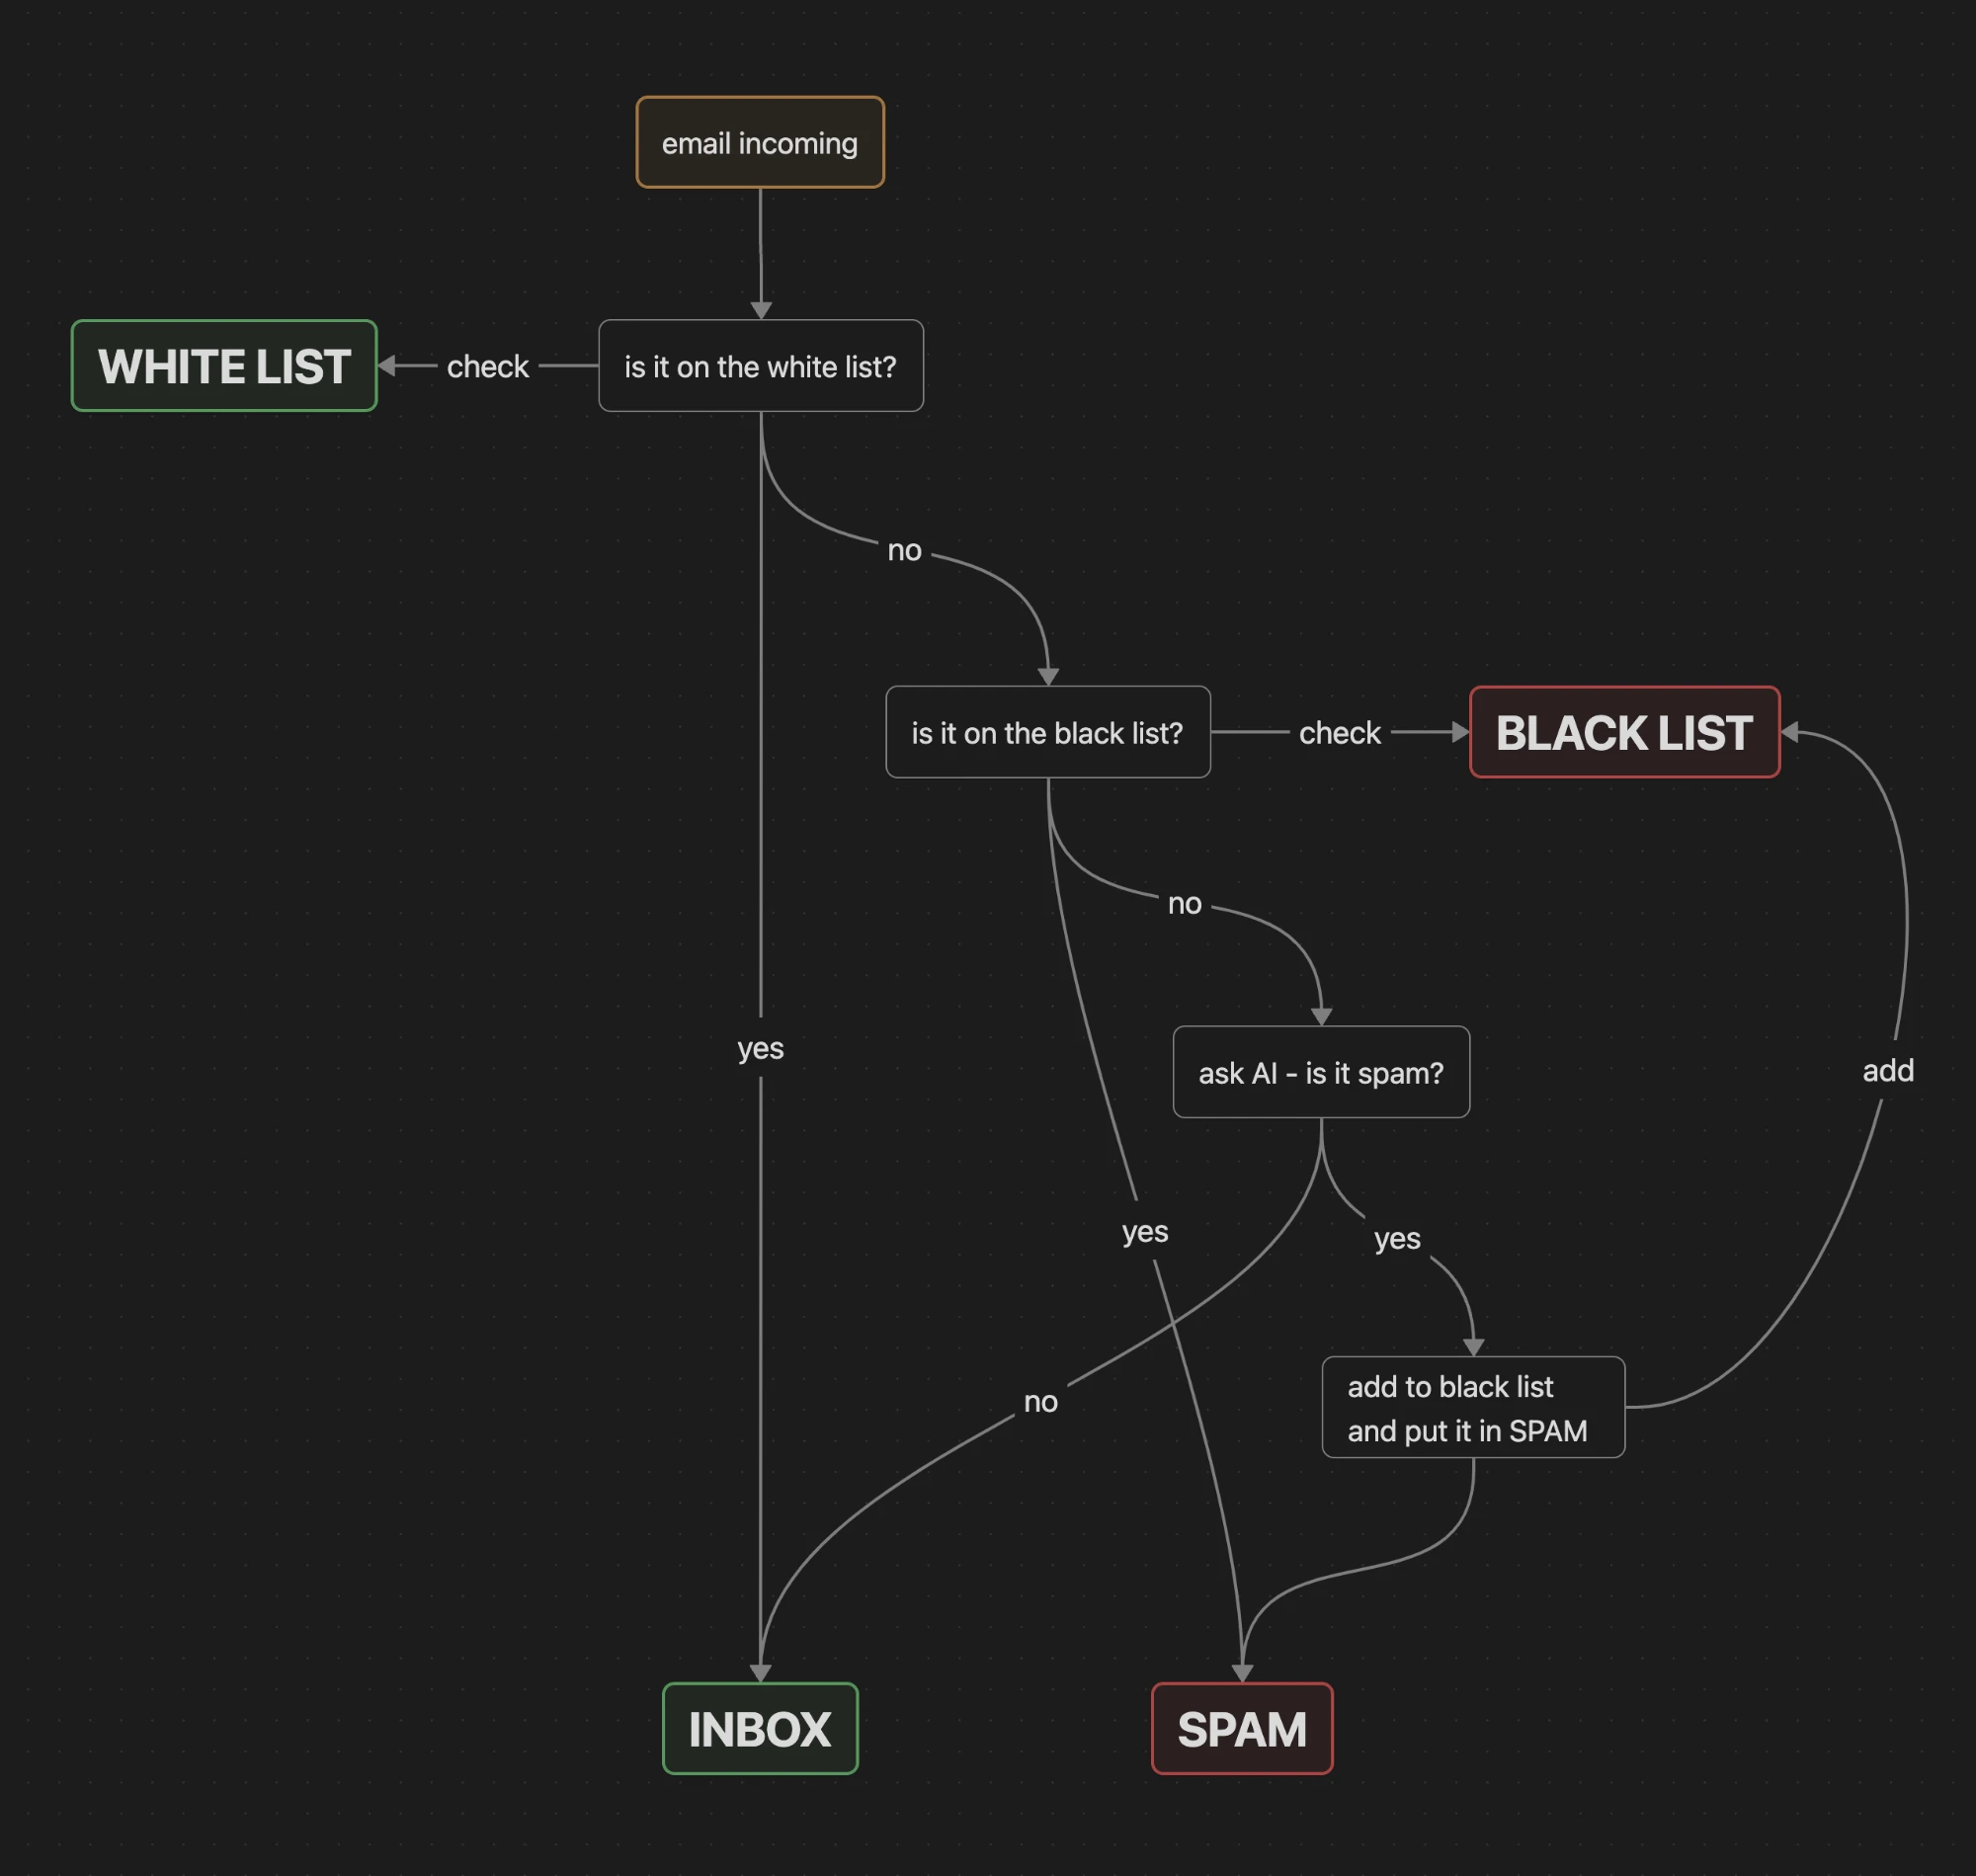 email incoming
WHITE LIST
check
is it on the white list?
no
is it on the black list?
check
BLACK LIST
no
yes
ask AI - is it spam?
add
yes
yes
add to black list
and put it in SPAM
no
INBOX
SPAM